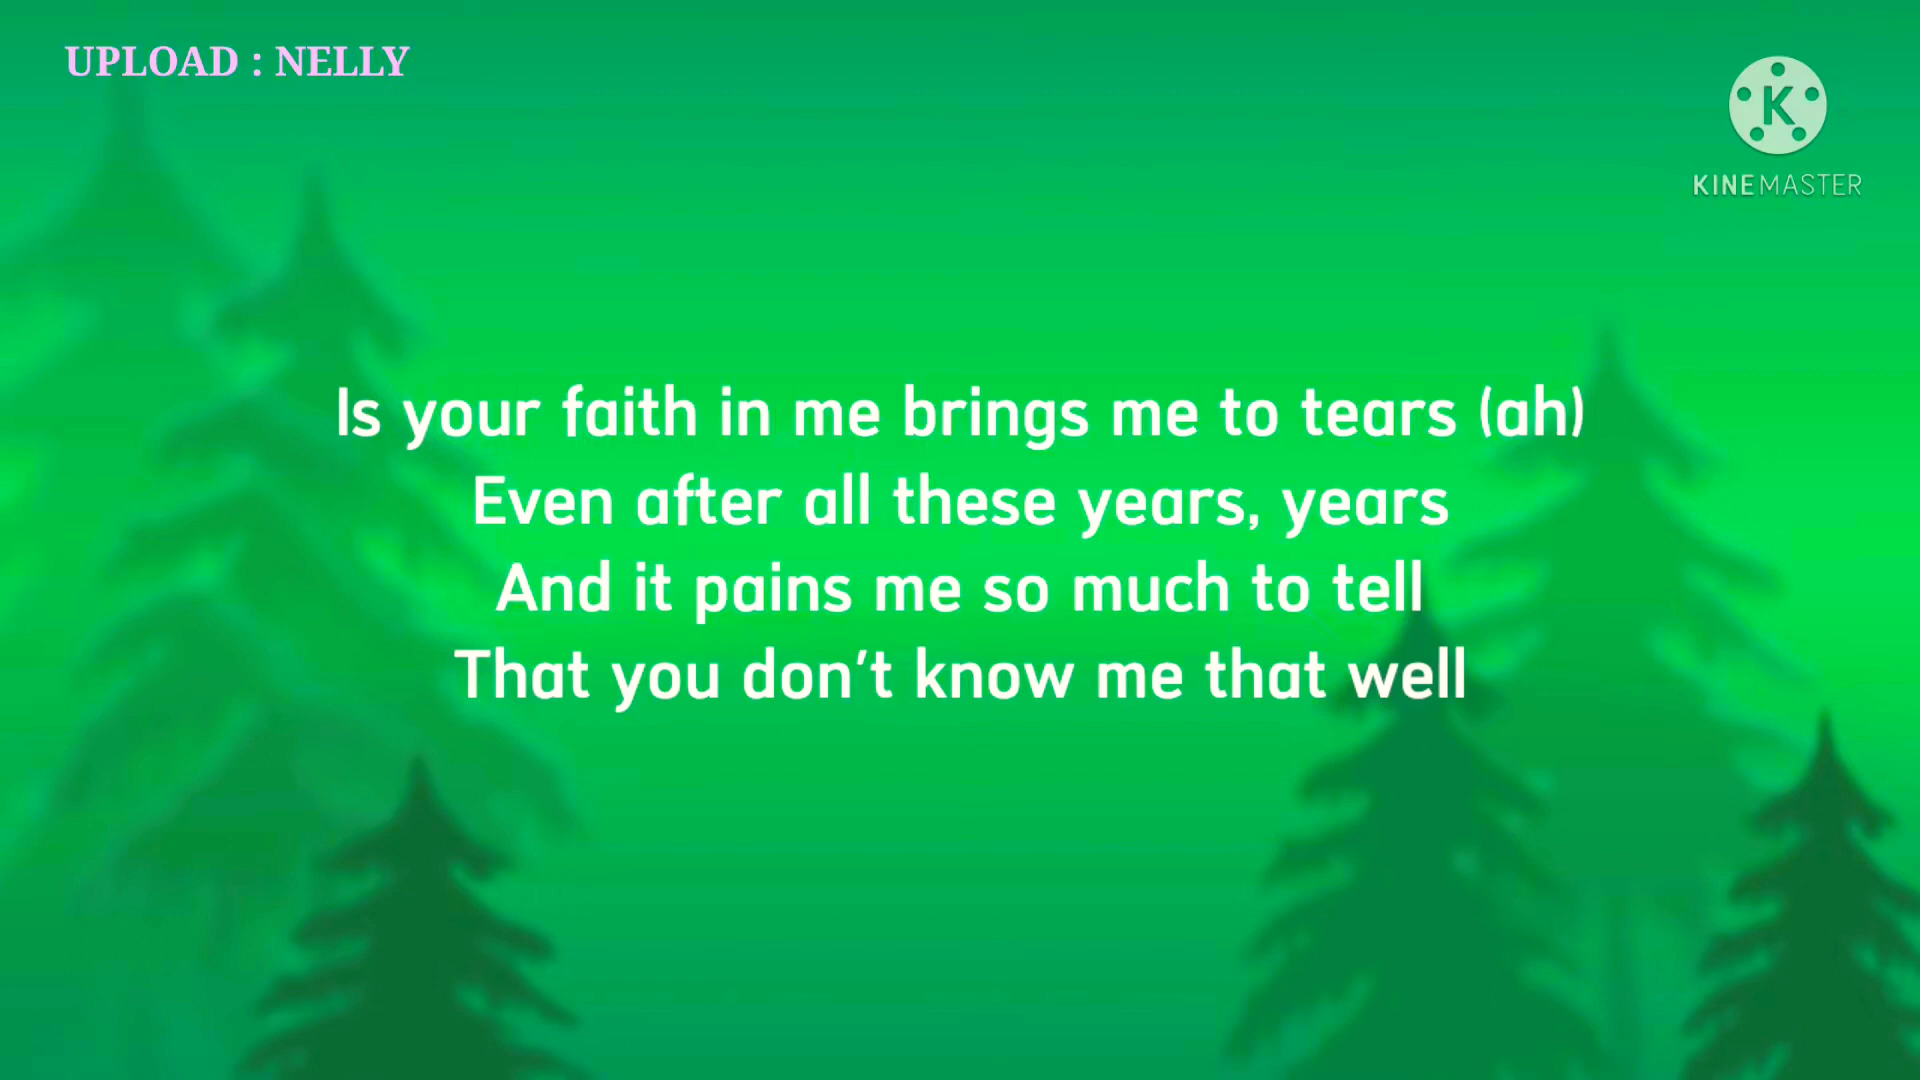 UPLOAD : NELLY
K
KINEMASTER
Is your faith in me brings me to tears (ah)
Even after all these years, years
And it pains me so much to tell
That you don't know me that well